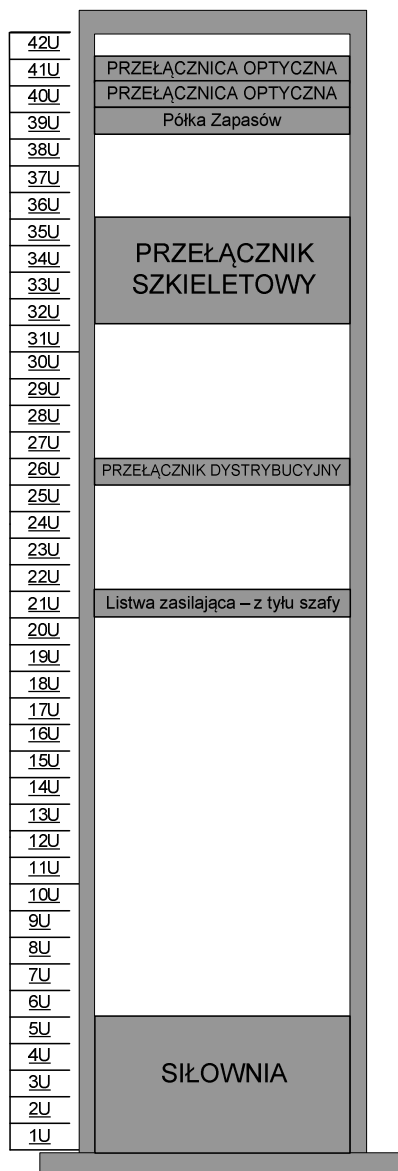 42U
41U PRZEŁĄCZNICA OPTYCZNA
40U PRZEŁĄCZNICA OPTYCZNA
39U Półka Zapasów
38U
37U
36U
35U
34U
33U
32U
PRZEŁĄCZNIK
SZKIELETOWY
31U
30U
29U
28U
27U
26U PRZEŁĄCZNIK DYSTRYBUCYJNY
25U
24U
23U
22U
21U Listwa zasilająca – z tyłu szafy
20U
19U
18U
17U
16U
15U
14U
13U
12U
11U
10U
9U
8U
7U
6U
5U
4U
3U
SIŁOWNIA
2U
1U